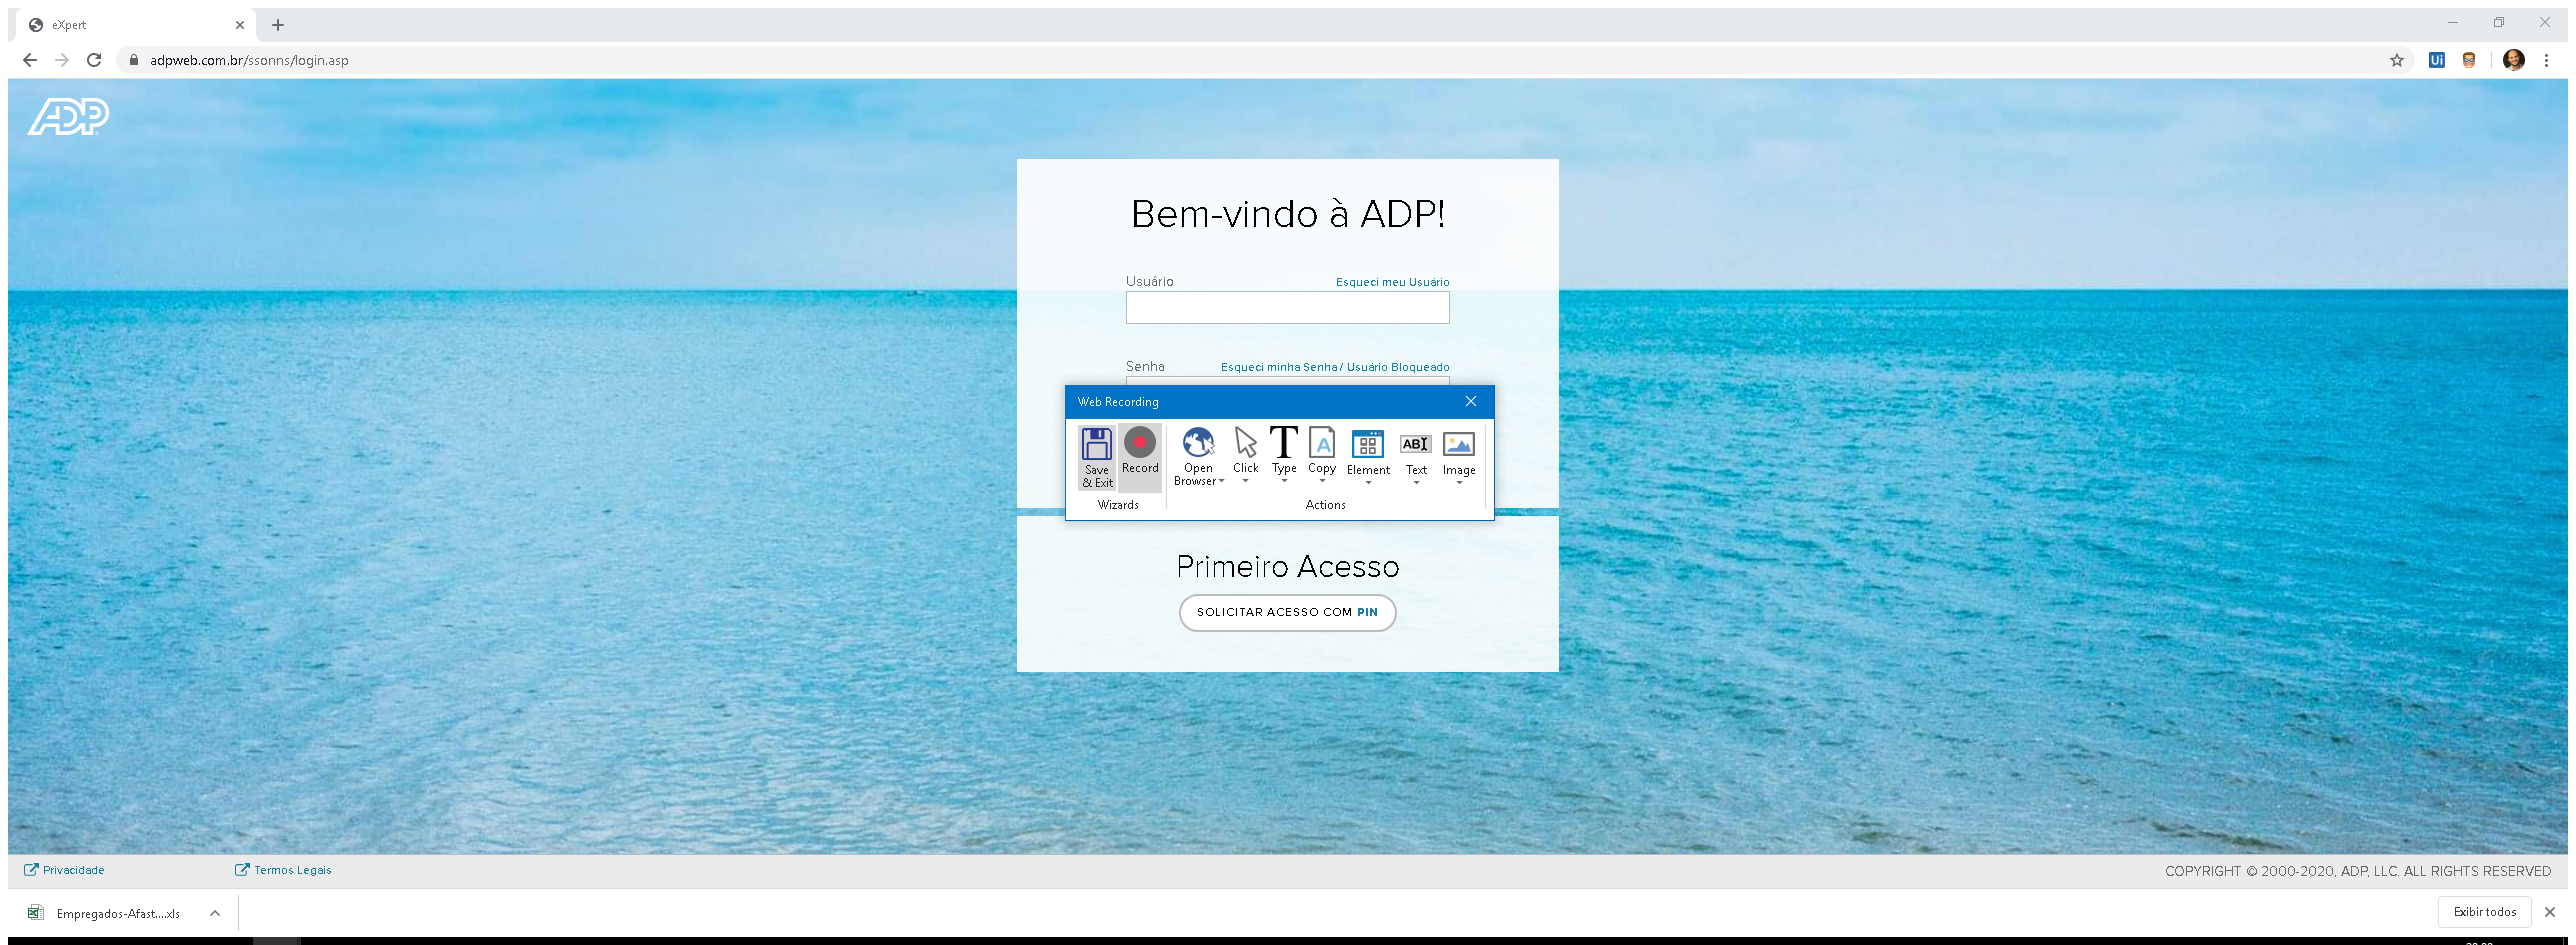 eXpert
adpweb.com.br/ssonns/login.asp
Ui
ADP
Bem-vindo à ADP!
Usuário Esqueci meu Usuário
Senha Esqueci minha Senha / Usuário Bloqueado
Web Recording
Save & Exit
Record
Open Browser
Click
T
Type
A
Copy
Element
ABI
Text
Image
Wizards
Actions
Primeiro Acesso
SOLICITAR ACESSO COM PIN
Privacidade
Termos Legais
COPYRIGHT © 2000-2020, ADP, LLC. ALL RIGHTS RESERVED
Empregados-Afast....xls
Exibir todos